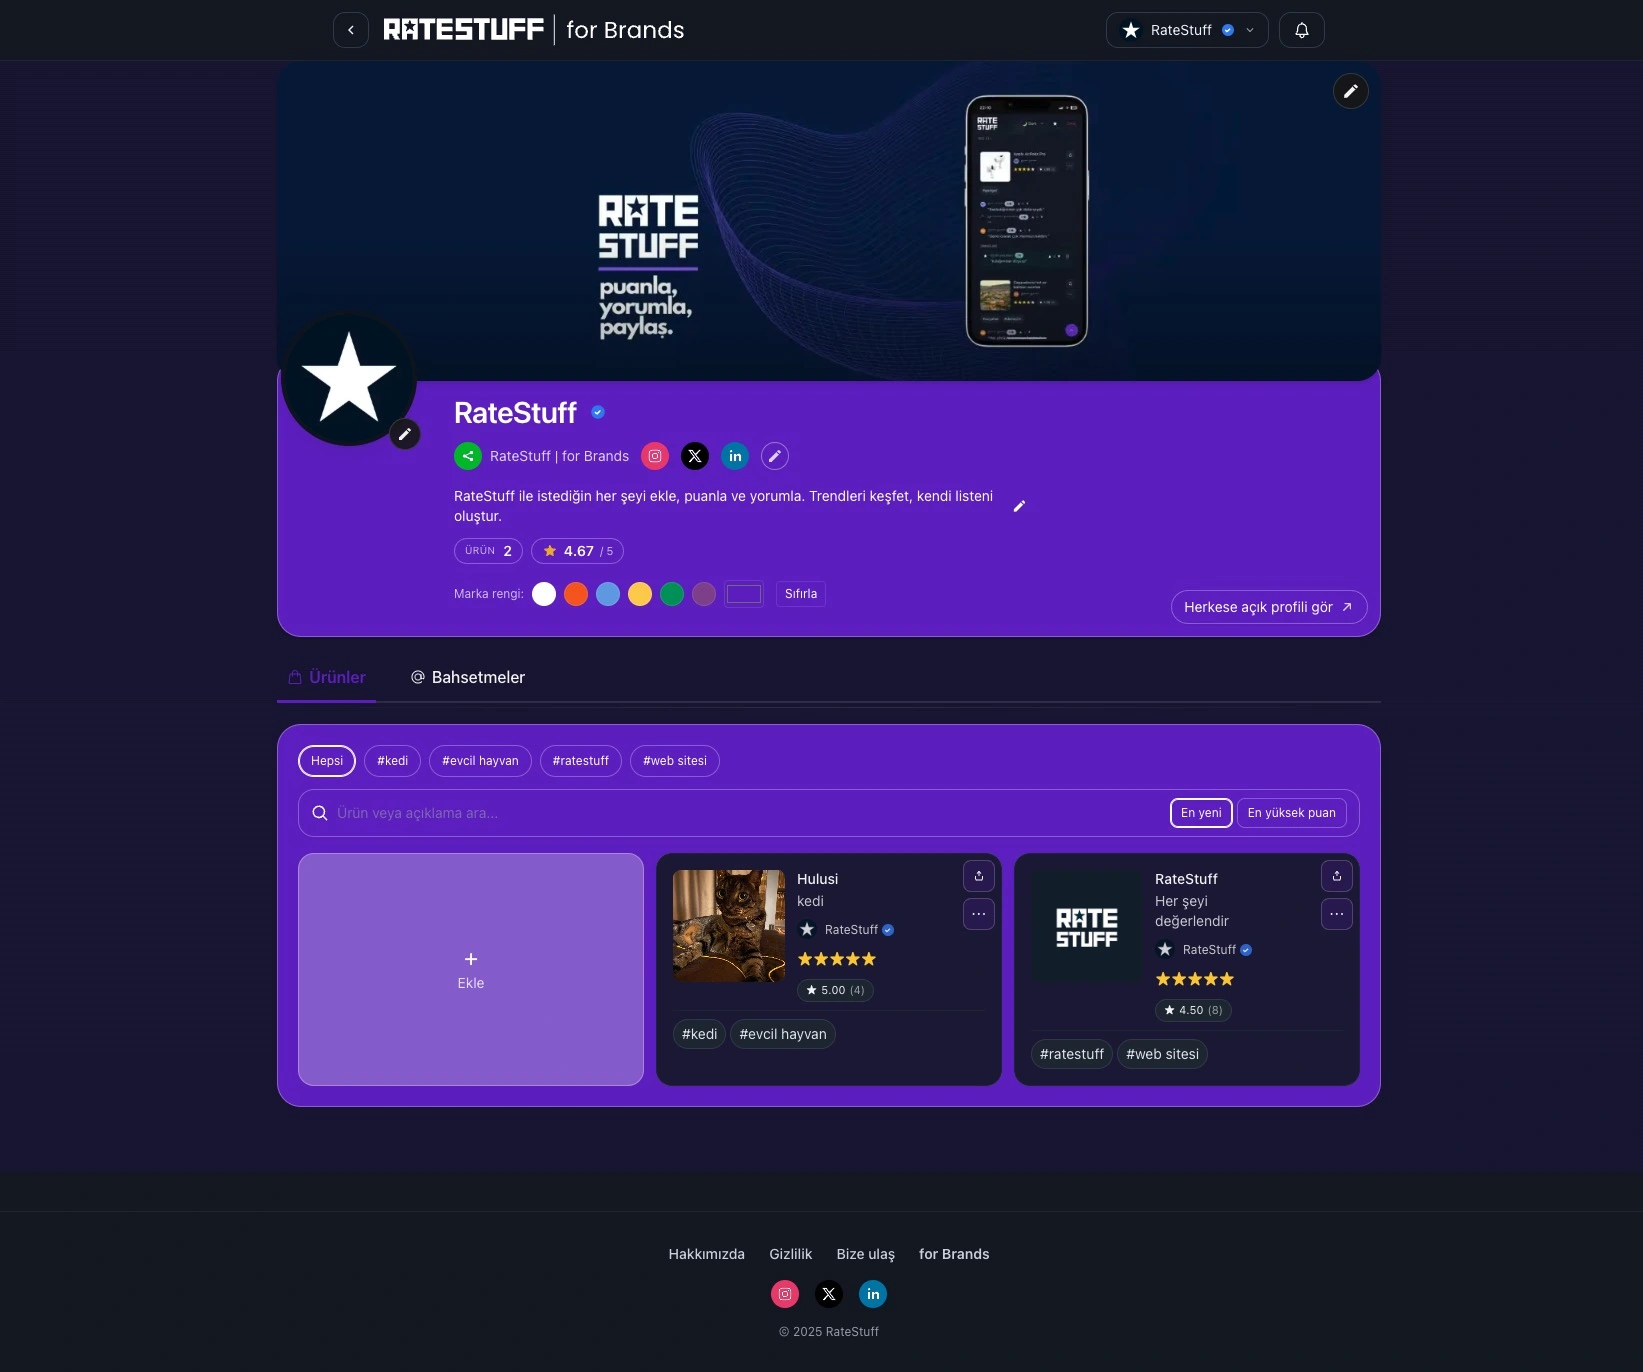 RATESTUFF | for Brands
RateStuff
RATE
STUFF
puanla,
yorumla,
paylaş.
RATE
STUFF
RateStuff
RateStuff | for Brands
in
RateStuff ile istediğin her şeyi ekle, puanla ve yorumla. Trendleri keşfet, kendi listeni
oluştur.
ÜRÜN 2
4.67 / 5
Marka rengi:
Sıfırla
Herkese açık profili gör
Ürünler
Bahsetmeler
Hepsi
#kedi
#evcil hayvan
#ratestuff
#web sitesi
Ürün veya açıklama ara...
En yeni
En yüksek puan
+
Ekle
Hulusi
kedi
RateStuff
5.00 (4)
#kedi
#evcil hayvan
RATE
STUFF
RateStuff
Her şeyi
değerlendir
RateStuff
4.50 (8)
#ratestuff
#web sitesi
Hakkımızda
Gizlilik
Bize ulaş
for Brands
in
© 2025 RateStuff